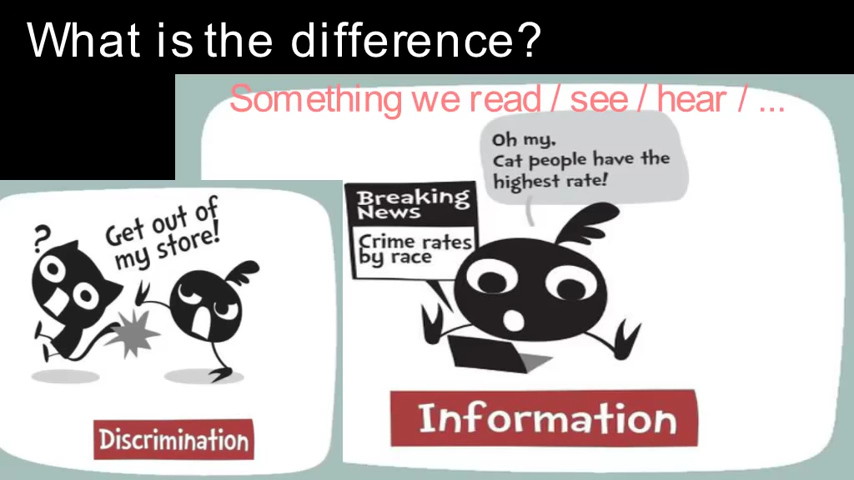 What is the difference?
Something we read / see / hear / ...
Oh my,
Cat people have the
highest rate!
Breaking
News
Crime rates
by race
?
Get out of
my store!
Information
Discrimination